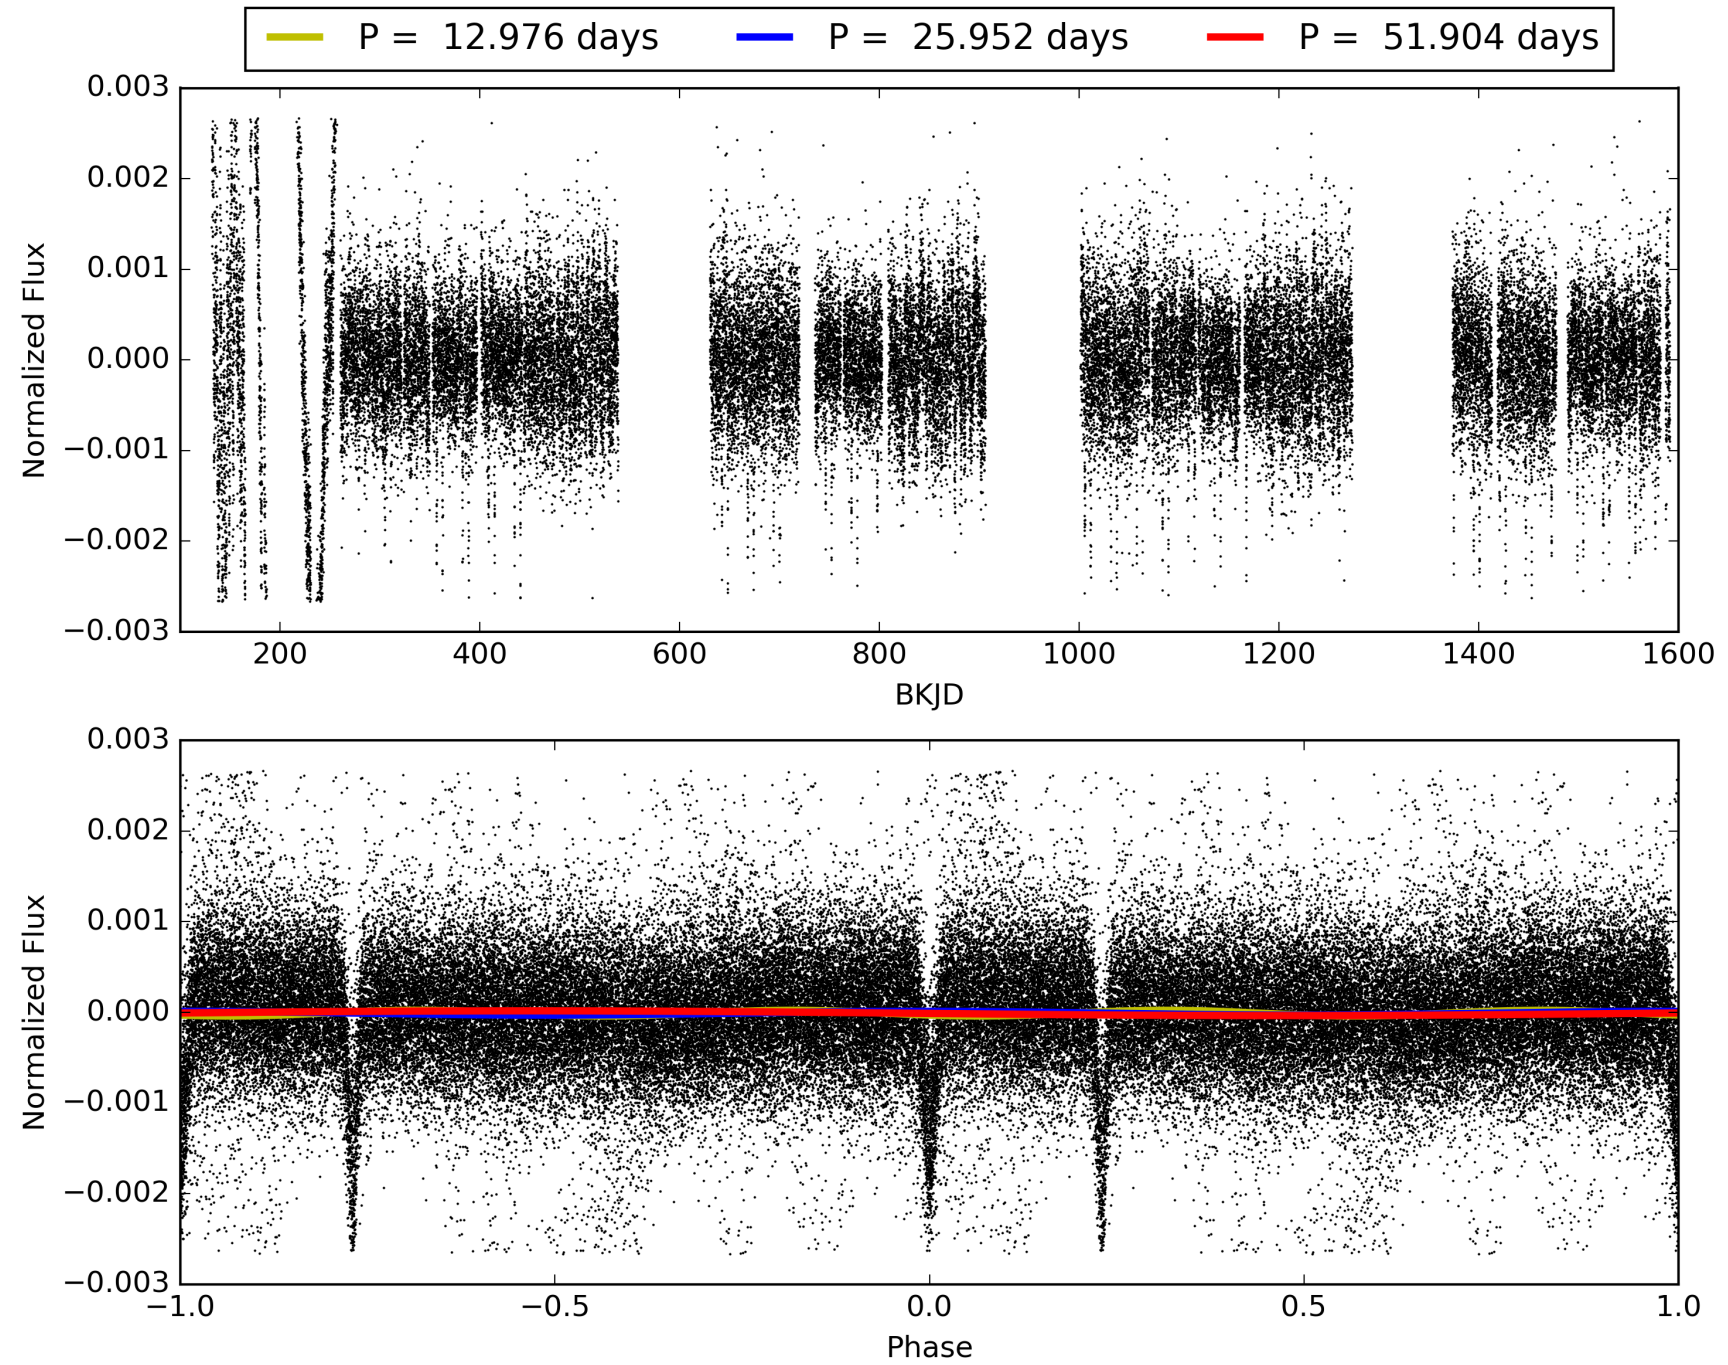 P =  12.976 days P =  25.952 days P =  51.904 days
0.003
0.002
0.001
0.000
−0.001
−0.002
−0.003
Normalized Flux
200 400 600 800 1000 1200 1400 1600
BKJD
0.003
0.002
0.001
0.000
−0.001
−0.002
−0.003
Normalized Flux
−1.0 −0.5 0.0 0.5 1.0
Phase